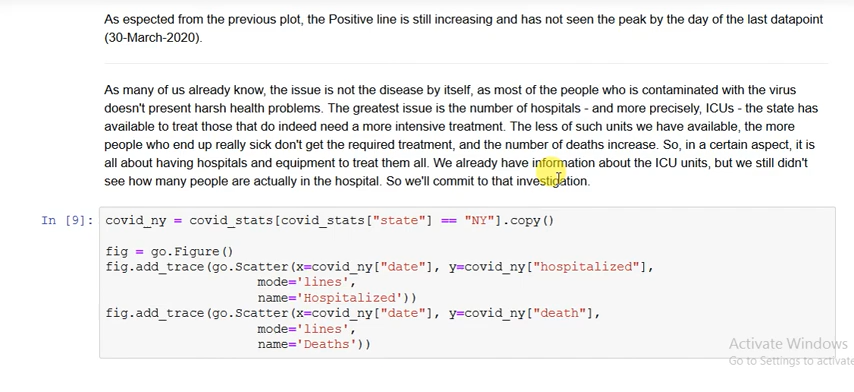 As espected from the previous plot, the Positive line is still increasing and has not seen the peak by the day of the last datapoint
(30-March-2020).
As many of us already know, the issue is not the disease by itself, as most of the people who is contaminated with the virus
doesn't present harsh health problems. The greatest issue is the number of hospitals - and more precisely, ICUs - the state has
available to treat those that do indeed need a more intensive treatment. The less of such units we have available, the more
people who end up really sick don't get the required treatment, and the number of deaths increase. So, in a certain aspect, it is
all about having hospitals and equipment to treat them all. We already have information about the ICU units, but we still didn't
see how many people are actually in the hospital. So we'll commit to that investigation.
In [9]: covid_ny = covid_stats[covid_stats["state"] == "NY"].copy()
fig = go.Figure()
fig.add_trace(go.Scatter(x=covid_ny["date"], y=covid_ny["hospitalized"],
mode='lines',
name='Hospitalized'))
fig.add_trace(go.Scatter(x=covid_ny["date"], y=covid_ny["death"],
mode='lines',
name='Deaths'))
Activate Windows
Go to Settings to activate